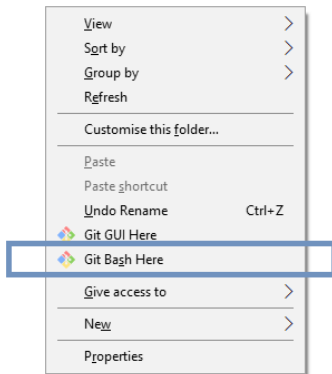 View
Sort by
Group by
Refresh
Customise this folder...
Paste
Paste shortcut
Undo Rename Ctrl+Z
Git GUI Here
Git Bash Here
Give access to
New
Properties